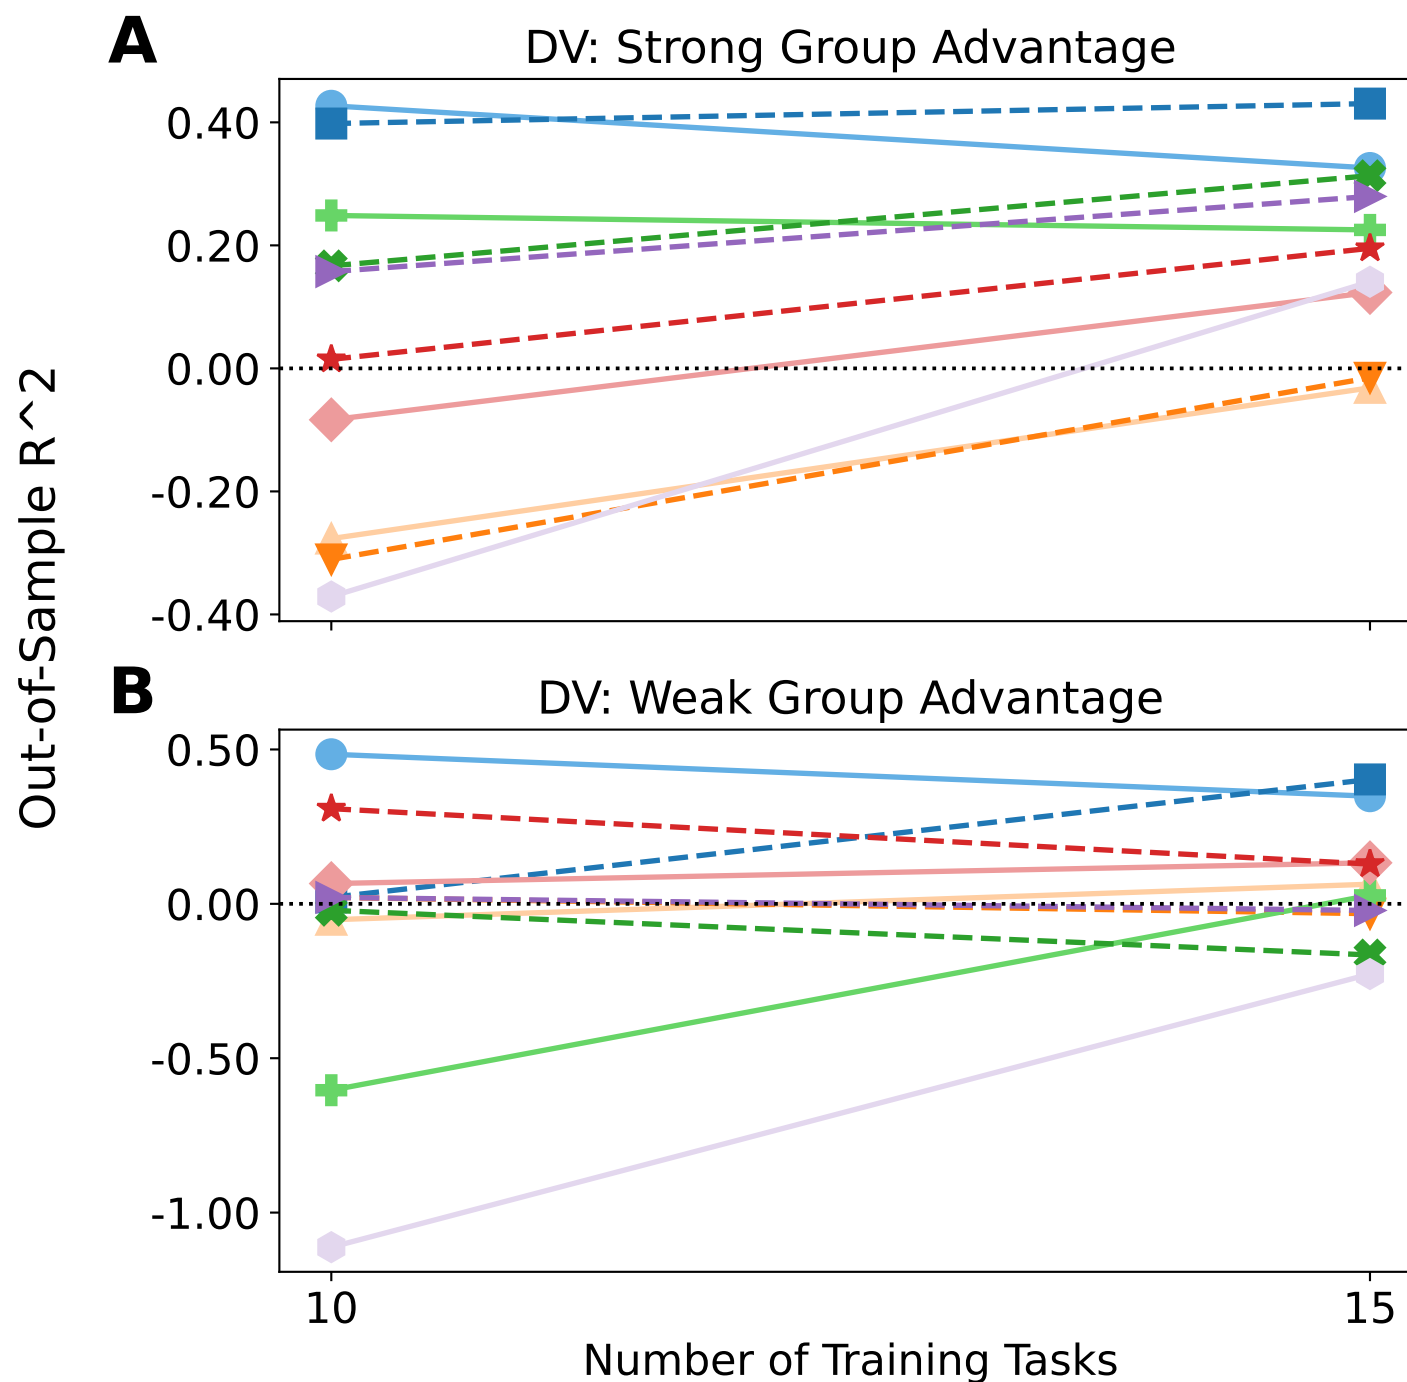 A
DV: Strong Group Advantage
0.40
0.20
0.00
-0.20
-0.40
Out-of-Sample R^2
B
DV: Weak Group Advantage
0.50
0.00
-0.50
-1.00
10
15
Number of Training Tasks